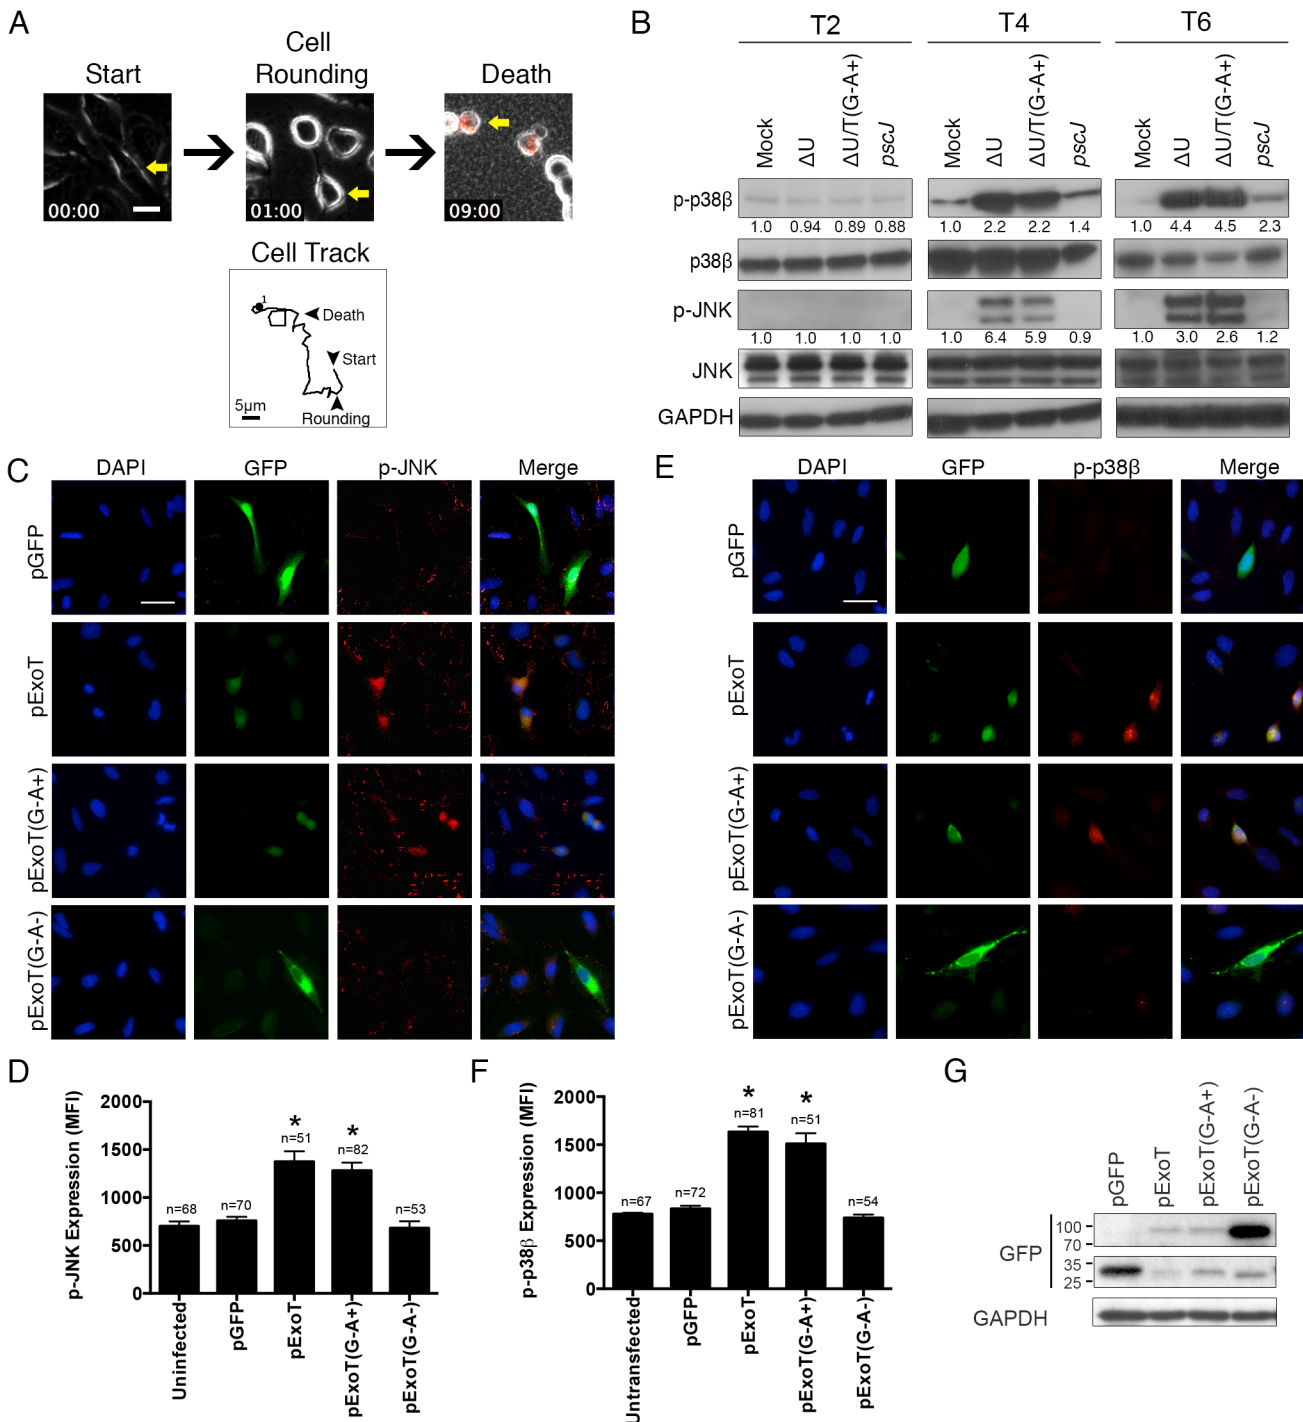 A
Start
Cell
Rounding
Death
00:00
01:00
09:00
Cell Track
1
Death
Start
5µm
Rounding
B
T2
T4
T6
Mock
ΔU
ΔU/T(G-A+)
pscJ
Mock
ΔU
ΔU/T(G-A+)
pscJ
Mock
ΔU
ΔU/T(G-A+)
pscJ
p-p38β
1.0 0.94 0.89 0.88 1.0 2.2 2.2 1.4 1.0 4.4 4.5 2.3
p38β
p-JNK
1.0 1.0 1.0 1.0 1.0 6.4 5.9 0.9 1.0 3.0 2.6 1.2
JNK
GAPDH
C
DAPI GFP p-JNK Merge
pGFP
pExoT
pExoT(G-A+)
pExoT(G-A-)
E
DAPI GFP p-p38β Merge
pGFP
pExoT
pExoT(G-A+)
pExoT(G-A-)
D
p-JNK Expression (MFI)
2000
1500
1000
500
0
n=68
n=70
*
n=51
*
n=82
n=53
Uninfected
pGFP
pExoT
pExoT(G-A+)
pExoT(G-A-)
F
p-p38β Expression (MFI)
2000
1500
1000
500
0
n=67
n=72
*
n=81
*
n=51
n=54
Untransfected
pGFP
pExoT
pExoT(G-A+)
pExoT(G-A-)
G
pGFP
pExoT
pExoT(G-A+)
pExoT(G-A-)
GFP
100
70
35
25
GAPDH